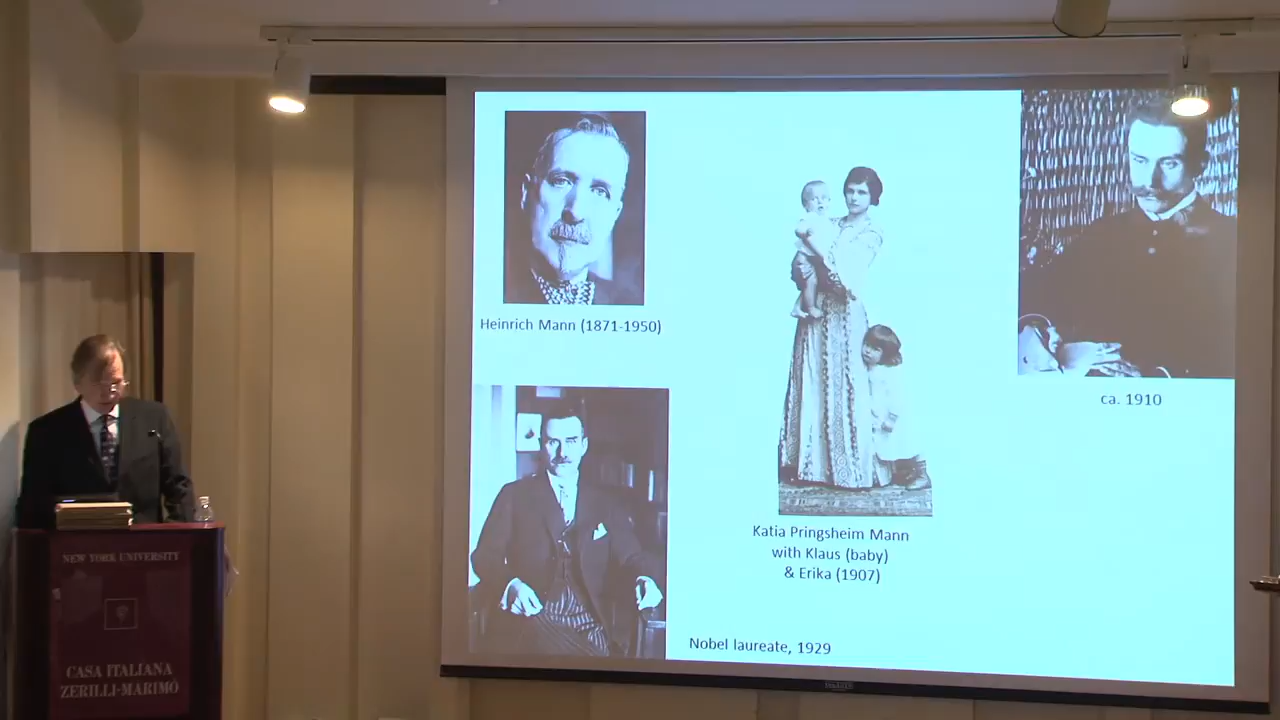 Heinrich Mann (1871-1950)
ca. 1910
Katia Pringsheim Mann
with Klaus (baby)
& Erika (1907)
Nobel laureate, 1929
NEW YORK UNIVERSITY
CASA ITALIANA
ZERILLI-MARIMÒ